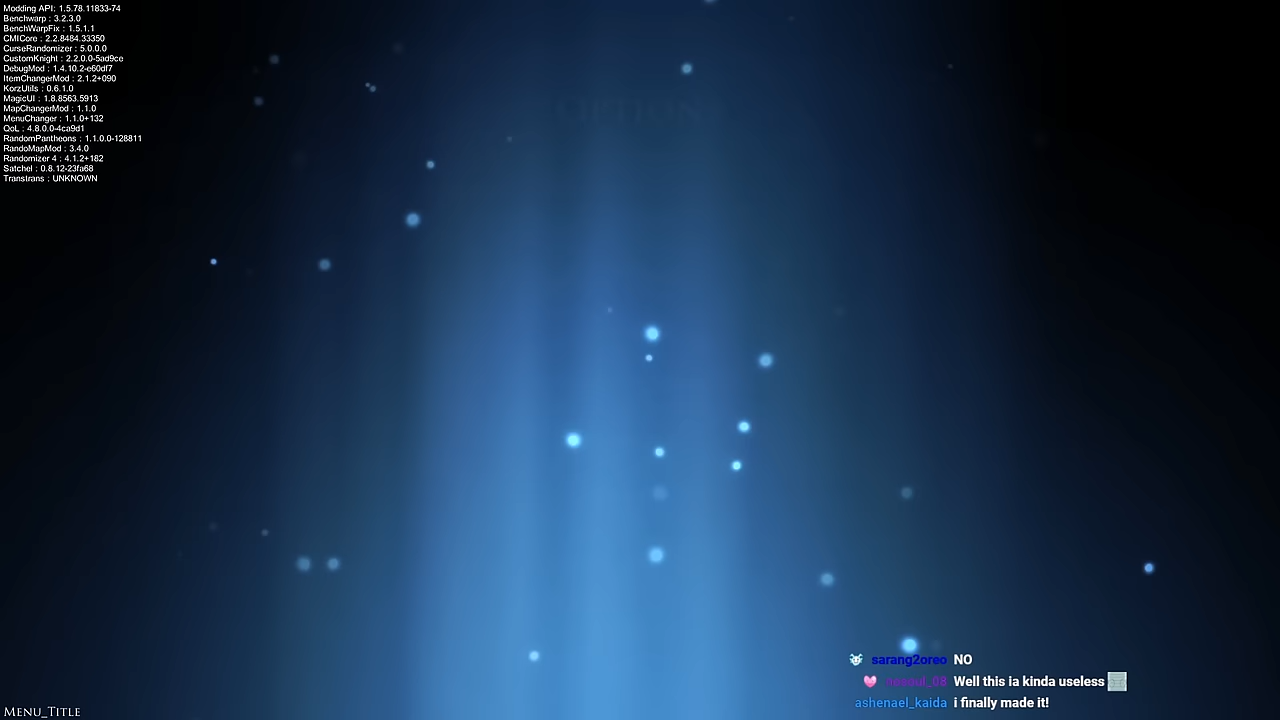 Modding API: 1.5.78.11833-74
Benchwarp : 3.2.3.0
BenchWarpFix : 1.5.1.1
CMICore : 2.2.8484.33350
CurseRandomizer : 5.0.0.0
CustomKnight : 2.2.0.0-5ad9ce
DebugMod : 1.4.10.2-e60df7
ItemChangerMod : 2.1.2+090
KorzUtils : 0.6.1.0
MagicUI : 1.8.8563.5913
MapChangerMod : 1.1.0
MenuChanger : 1.1.0+132
QoL : 4.8.0.0-4ca9d1
RandomPantheons : 1.1.0.0-128811
RandoMapMod : 3.4.0
Randomizer 4 : 4.1.2+182
Satchel : 0.8.12-23fa68
Transtrans : UNKNOWN
sarang2oreo NO
Well this ia kinda useless
ashenael_kaida i finally made it!
Menu_Title